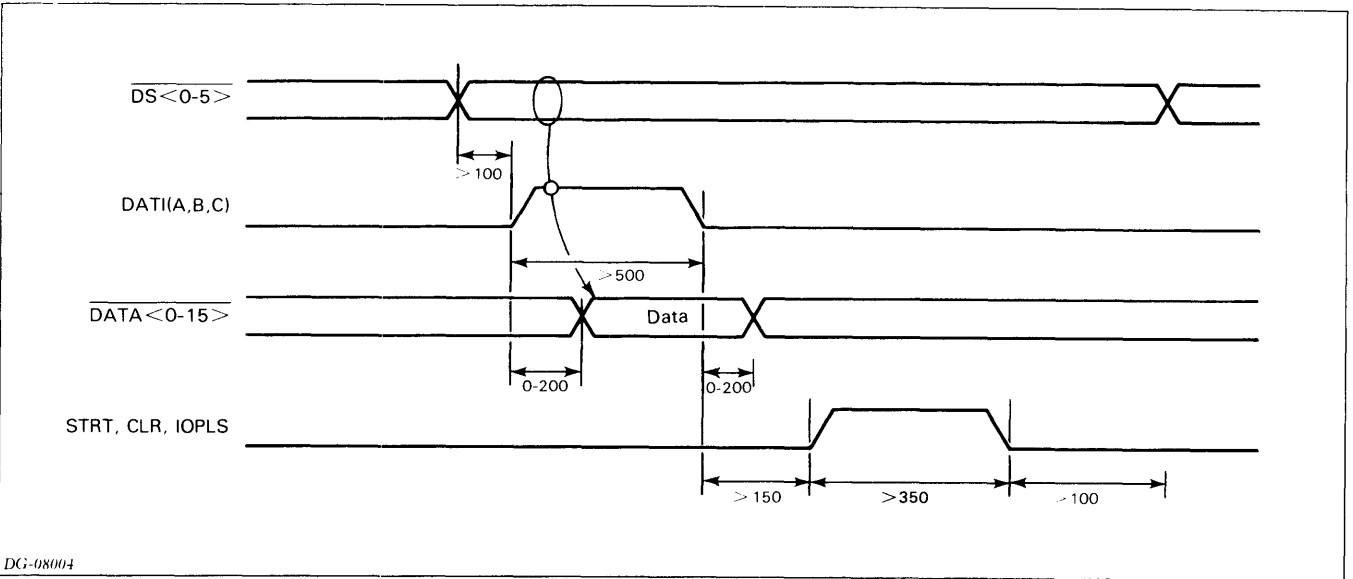 DS<0-5>
>100
DATI(A,B,C)
>500
DATA<0-15>
Data
0-200
0-200
STRT, CLR, IOPLS
>150
>350
>100
DG-08004